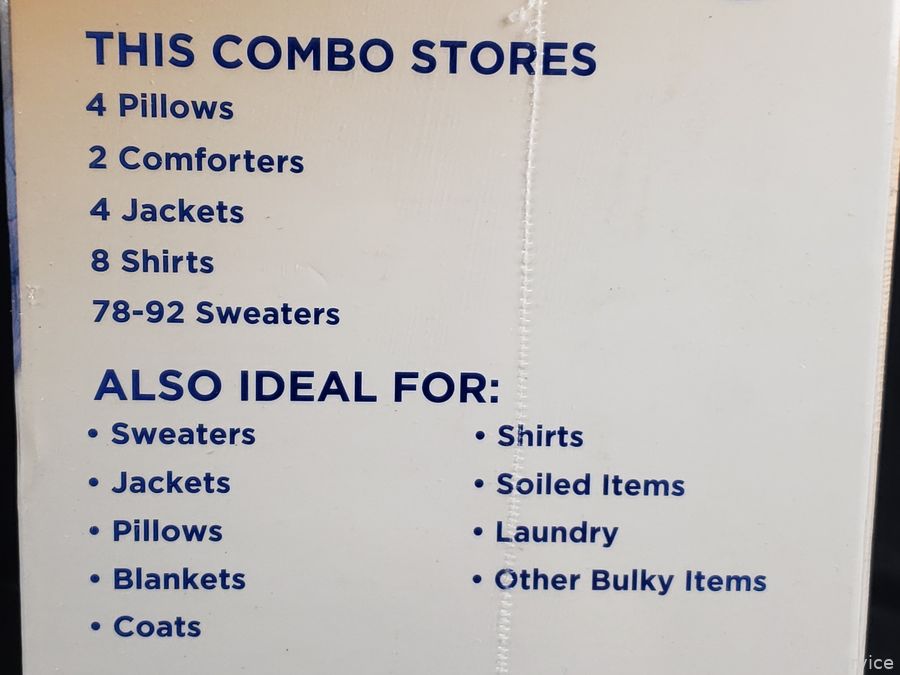 THIS COMBO STORES
4 Pillows
2 Comforters
4 Jackets
8 Shirts
78-92 Sweaters
ALSO IDEAL FOR:
• Sweaters
• Jackets
• Pillows
• Blankets
• Coats
• Shirts
• Soiled Items
• Laundry
• Other Bulky Items